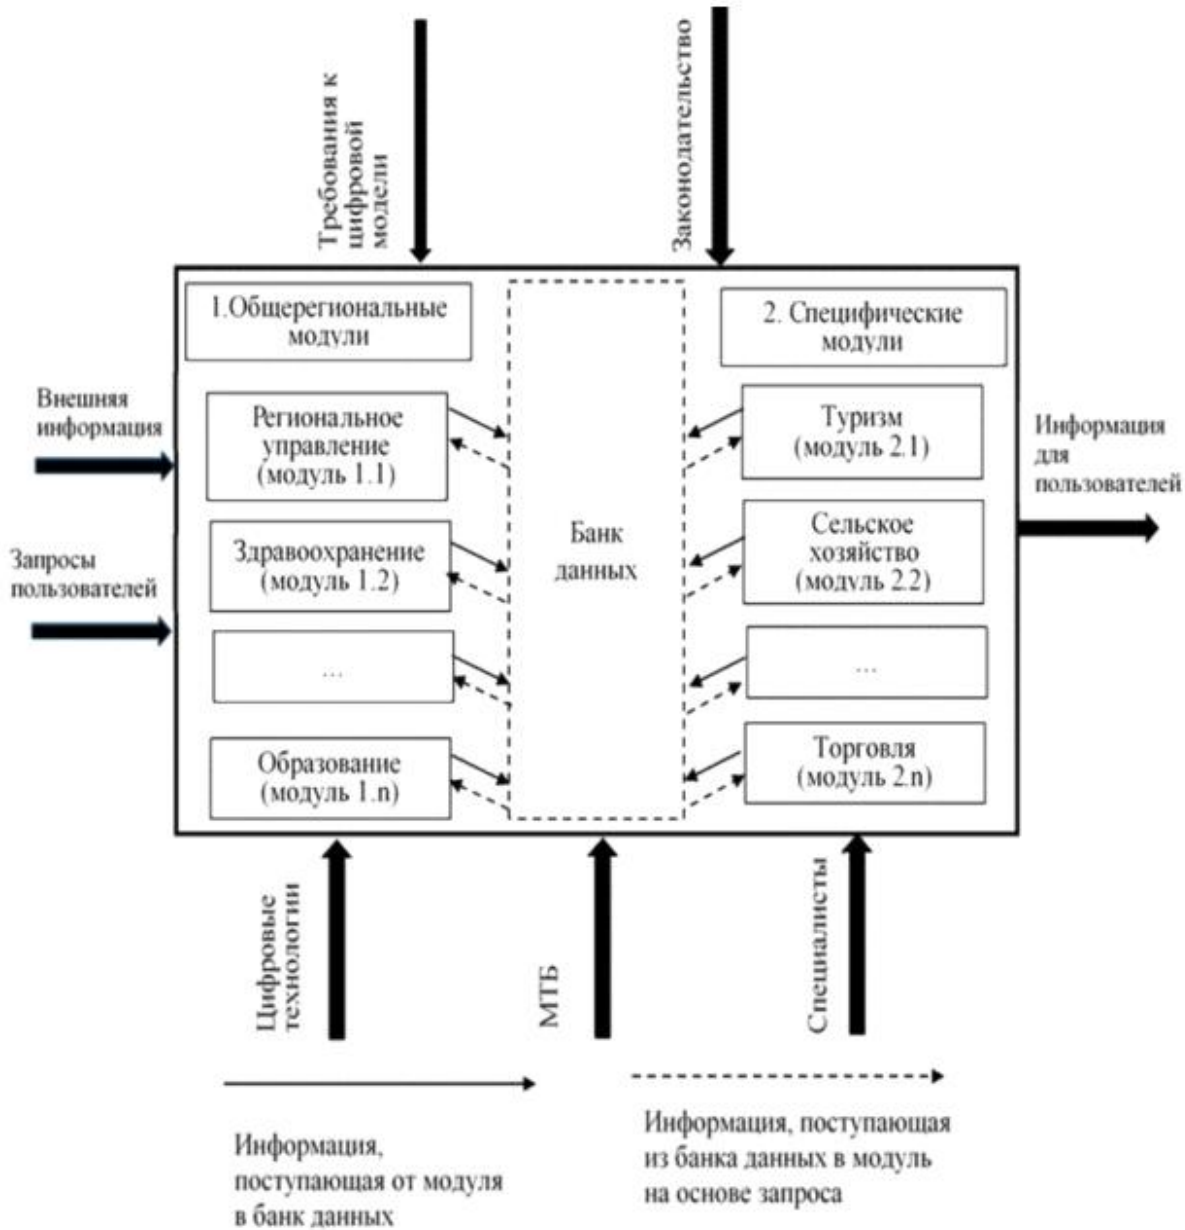 Требования к
цифровой
модели
Законодательство
1.Общерегиональные
модули
2. Специфические
модули
Внешняя
информация
Региональное
управление
(модуль 1.1)
Туризм
(модуль 2.1)
Информация
для
пользователей
Запросы
пользователей
Здравоохранение
(модуль 1.2)
Банк
данных
Сельское
хозяйство
(модуль 2.2)
...
...
Образование
(модуль 1.n)
Торговля
(модуль 2.n)
Цифровые
технологии
МТБ
Специалисты
Информация,
поступающая от модуля
в банк данных
Информация, поступающая
из банка данных в модуль
на основе запроса